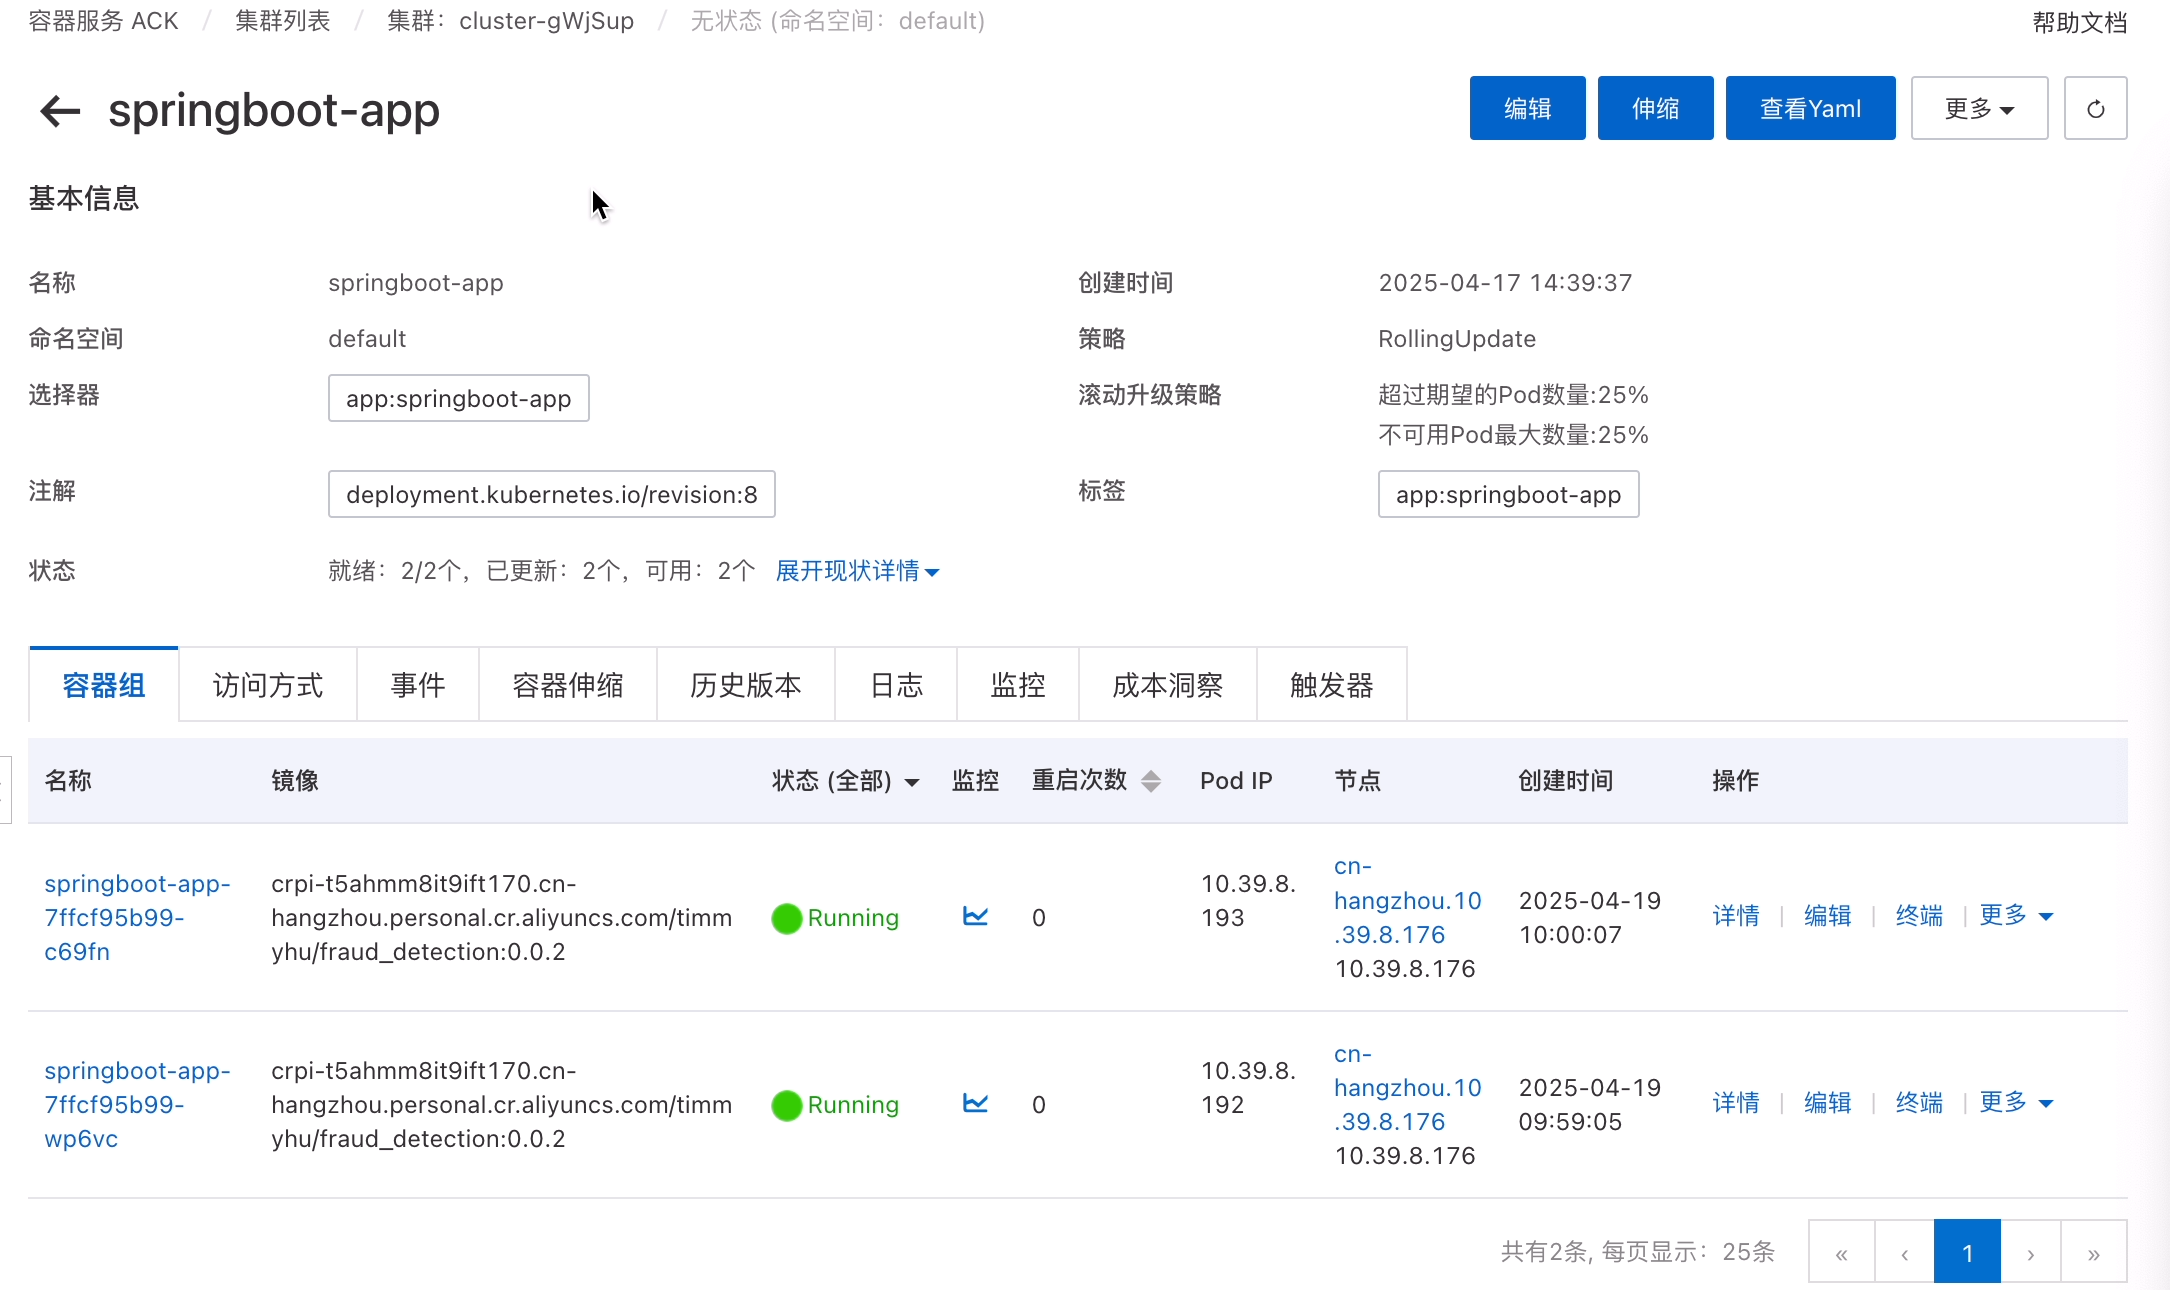 容器服务 ACK / 集群列表 / 集群：cluster-gWjSup / 无状态 (命名空间：default)
帮助文档
springboot-app
编辑
伸缩
查看Yaml
更多
基本信息
名称
springboot-app
创建时间
2025-04-17 14:39:37
命名空间
default
策略
RollingUpdate
选择器
app:springboot-app
滚动升级策略
超过期望的Pod数量:25%
不可用Pod最大数量:25%
注解
deployment.kubernetes.io/revision:8
标签
app:springboot-app
状态
就绪：2/2个，已更新：2个，可用：2个 展开现状详情
容器组
访问方式
事件
容器伸缩
历史版本
日志
监控
成本洞察
触发器
名称
镜像
状态 (全部)
监控
重启次数
Pod IP
节点
创建时间
操作
springboot-app-
7ffcf95b99-
c69fn
crpi-t5ahmm8it9ift170.cn-
hangzhou.personal.cr.aliyuncs.com/timm
yhu/fraud_detection:0.0.2
Running
0
10.39.8.
193
cn-
hangzhou.10
.39.8.176
10.39.8.176
2025-04-19
10:00:07
详情 | 编辑 | 终端 | 更多
springboot-app-
7ffcf95b99-
wp6vc
crpi-t5ahmm8it9ift170.cn-
hangzhou.personal.cr.aliyuncs.com/timm
yhu/fraud_detection:0.0.2
Running
0
10.39.8.
192
cn-
hangzhou.10
.39.8.176
10.39.8.176
2025-04-19
09:59:05
详情 | 编辑 | 终端 | 更多
共有2条, 每页显示：25条
« ‹ 1 › »